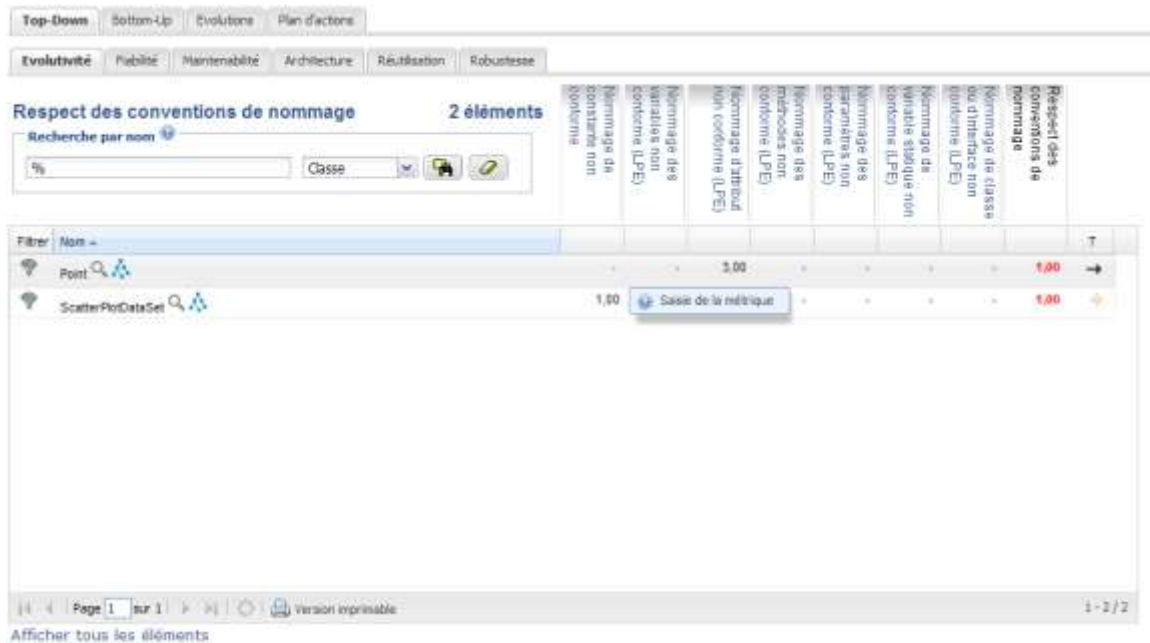 Top-Down Bottom-Up Evolutions Plan d'actions
Evolutivité Fiabilité Maintenabilité Architecture Réutilisation Robustesse
Respect des conventions de nommage 2 éléments
Recherche par nom
% Classe
Nommage de constante non conforme
Nommage des variables non conforme (LPE)
Nommage d'attribut non conforme (LPE)
Nommage des méthodes non conforme (LPE)
Nommage des paramètres non conforme (LPE)
Nommage de variable statique non conforme (LPE)
Nommage de classe ou d'interface non conforme (LPE)
Respect des conventions de nommage
Filtrer Nom T
Point - - 3,00 - - - - 1,00
ScatterPlotDataSet 1,00 Saisie de la métrique - - - - 1,00
Page 1 sur 1 Version imprimable 1 - 2 / 2
Afficher tous les éléments